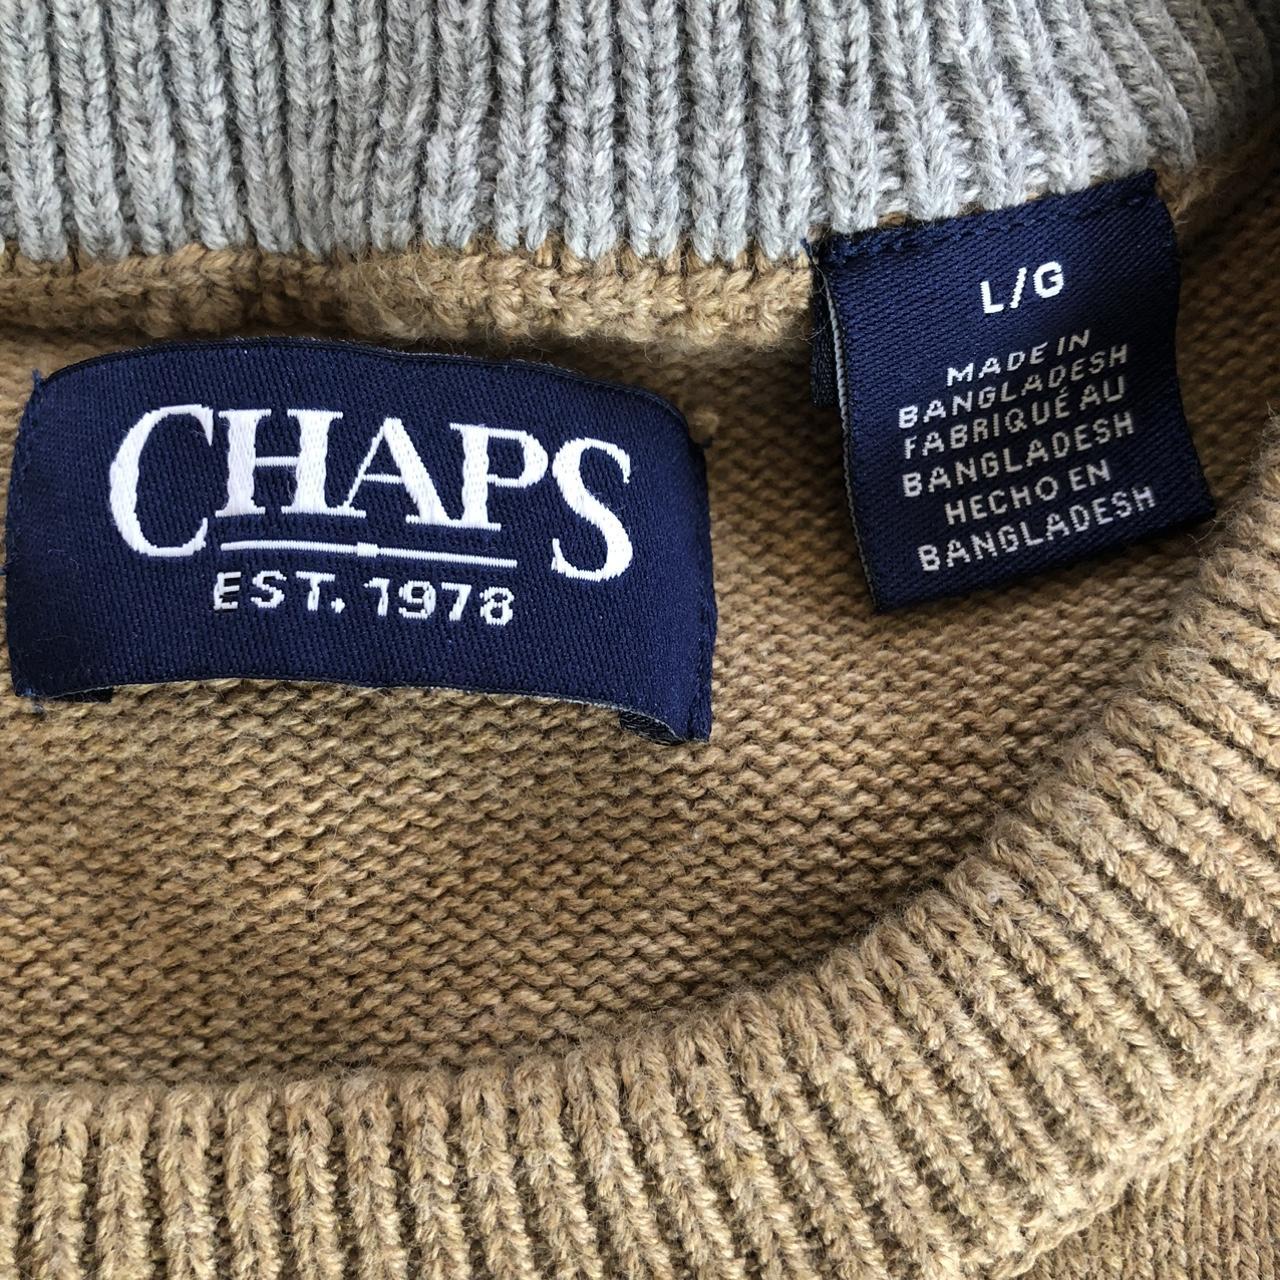 CHAPS
EST. 1978
L/G
MADE IN
BANGLADESH
FABRIQUÉ AU
BANGLADESH
HECHO EN
BANGLADESH